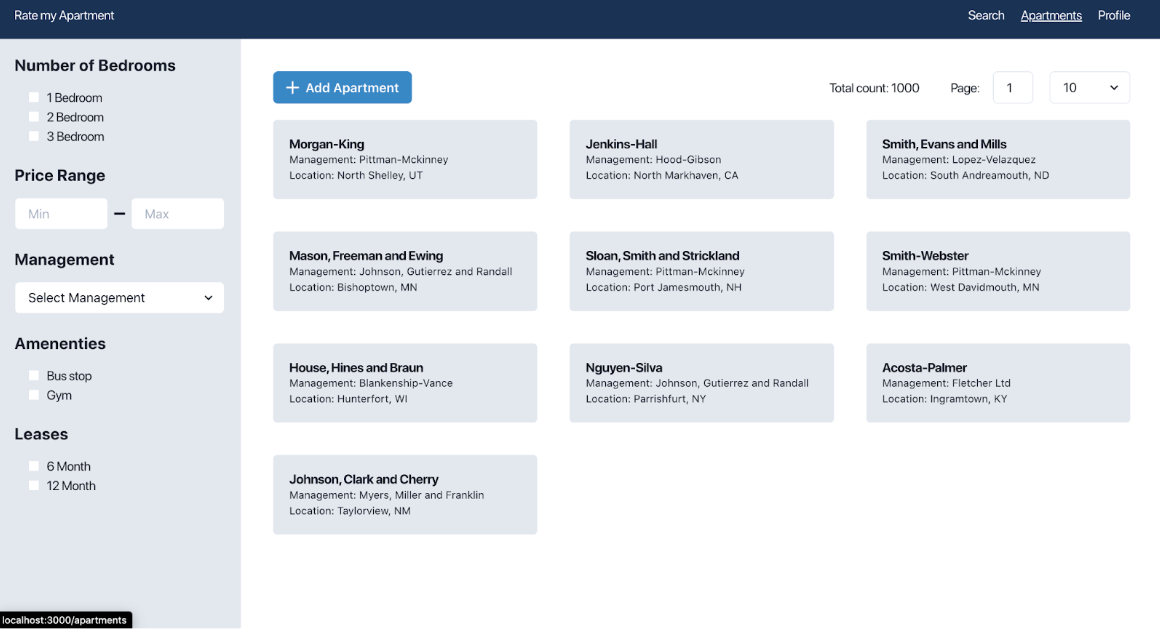 Rate my Apartment
Search Apartments Profile
Number of Bedrooms
1 Bedroom
2 Bedroom
3 Bedroom
Price Range
Min
Max
Management
Select Management
Amenenties
Bus stop
Gym
Leases
6 Month
12 Month
+ Add Apartment
Total count: 1000
Page: 1
10
Morgan-King
Management: Pittman-Mckinney
Location: North Shelley, UT
Jenkins-Hall
Management: Hood-Gibson
Location: North Markhaven, CA
Smith, Evans and Mills
Management: Lopez-Velazquez
Location: South Andreamouth, ND
Mason, Freeman and Ewing
Management: Johnson, Gutierrez and Randall
Location: Bishoptown, MN
Sloan, Smith and Strickland
Management: Pittman-Mckinney
Location: Port Jamesmouth, NH
Smith-Webster
Management: Pittman-Mckinney
Location: West Davidmouth, MN
House, Hines and Braun
Management: Blankenship-Vance
Location: Hunterfort, WI
Nguyen-Silva
Management: Johnson, Gutierrez and Randall
Location: Parrishfurt, NY
Acosta-Palmer
Management: Fletcher Ltd
Location: Ingramtown, KY
Johnson, Clark and Cherry
Management: Myers, Miller and Franklin
Location: Taylorview, NM
localhost:3000/apartments